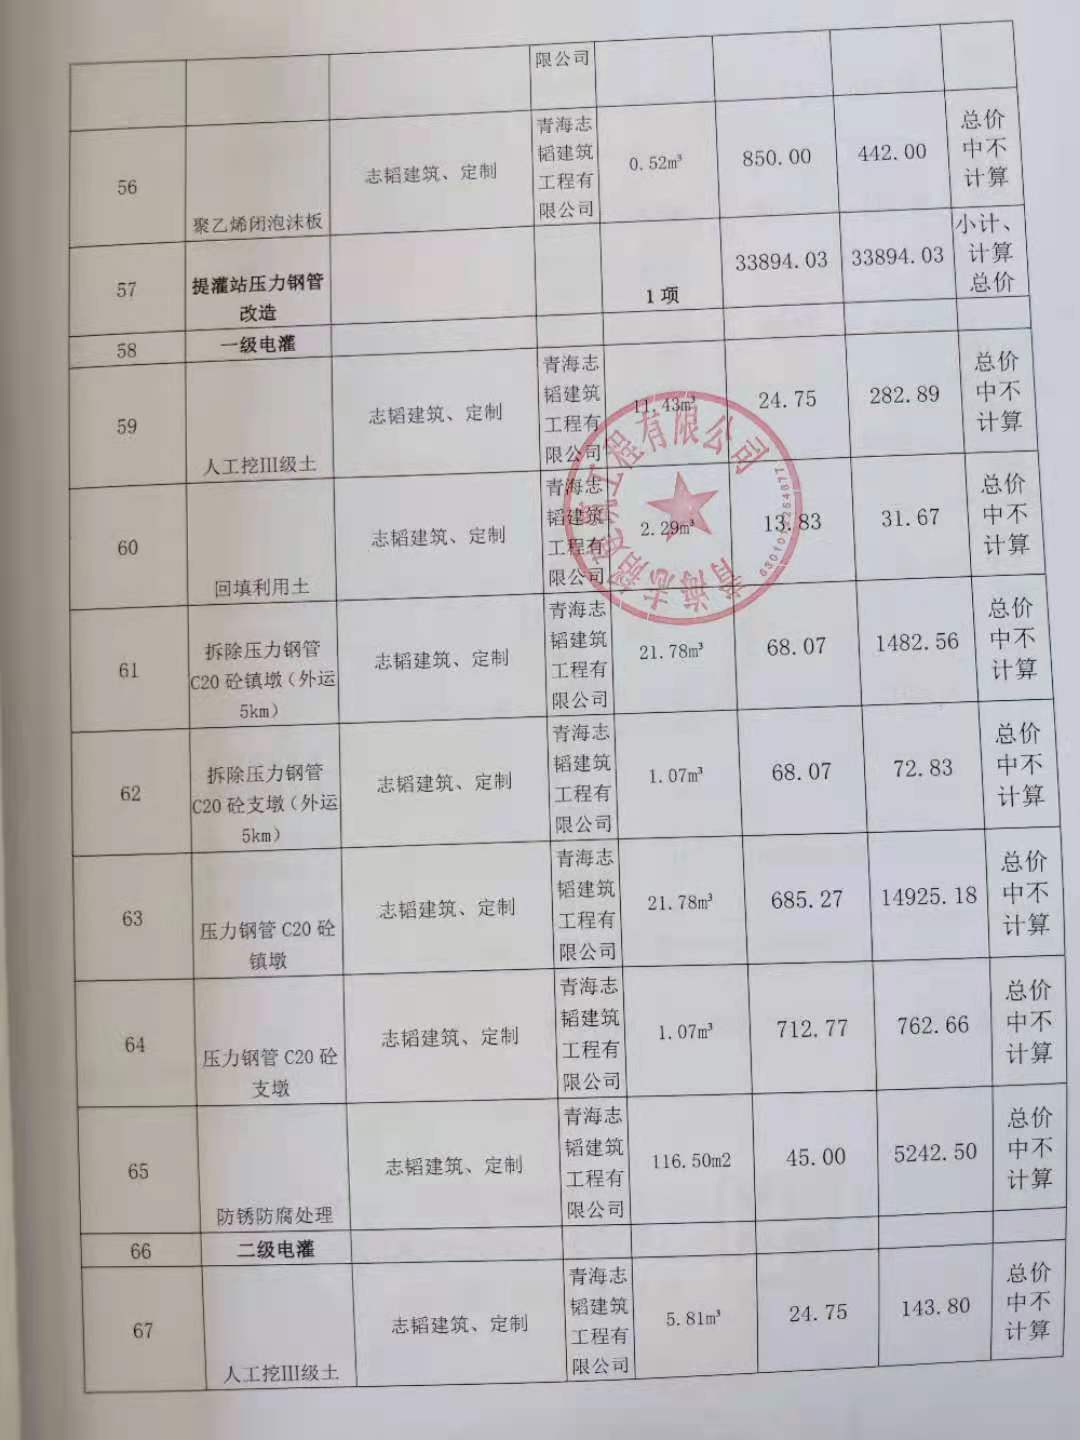 限公司
56
聚乙烯闭泡沫板
志韬建筑、定制
青海志
韬建筑
工程有
限公司
0.52m³
850.00
442.00
总价
中不
计算
57
提灌站压力钢管
改造
1项
33894.03
33894.03
小计、
计算
总价
58
一级电灌
59
人工挖III级土
志韬建筑、定制
青海志
韬建筑
工程有
限公司
11.43m³
24.75
282.89
总价
中不
计算
60
回填利用土
志韬建筑、定制
青海志
韬建筑
工程有
限公司
2.29m³
13.83
31.67
总价
中不
计算
青海志韬建筑工程有限公司
61
拆除压力钢管
C20砼镇墩（外运
5km）
志韬建筑、定制
青海志
韬建筑
工程有
限公司
21.78m³
68.07
1482.56
总价
中不
计算
62
拆除压力钢管
C20砼支墩（外运
5km）
志韬建筑、定制
青海志
韬建筑
工程有
限公司
1.07m³
68.07
72.83
总价
中不
计算
63
压力钢管C20砼
镇墩
志韬建筑、定制
青海志
韬建筑
工程有
限公司
21.78m³
685.27
14925.18
总价
中不
计算
64
压力钢管C20砼
支墩
志韬建筑、定制
青海志
韬建筑
工程有
限公司
1.07m³
712.77
762.66
总价
中不
计算
65
防锈防腐处理
志韬建筑、定制
青海志
韬建筑
工程有
限公司
116.50m2
45.00
5242.50
总价
中不
计算
66
二级电灌
67
人工挖III级土
志韬建筑、定制
青海志
韬建筑
工程有
限公司
5.81m³
24.75
143.80
总价
中不
计算